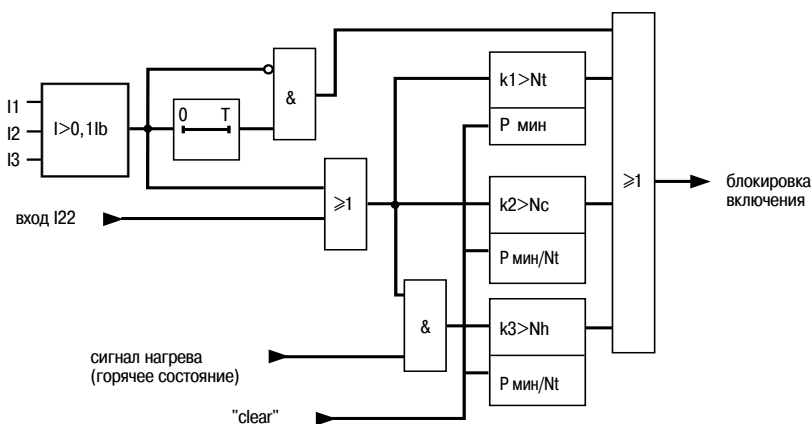 I1
I2
I3
I>0,1Ib
0 T
&
k1>Nt
P мин
вход I22
≥1
k2>Nc
P мин/Nt
≥1
блокировка
включения
&
k3>Nh
P мин/Nt
сигнал нагрева
(горячее состояние)
"clear"